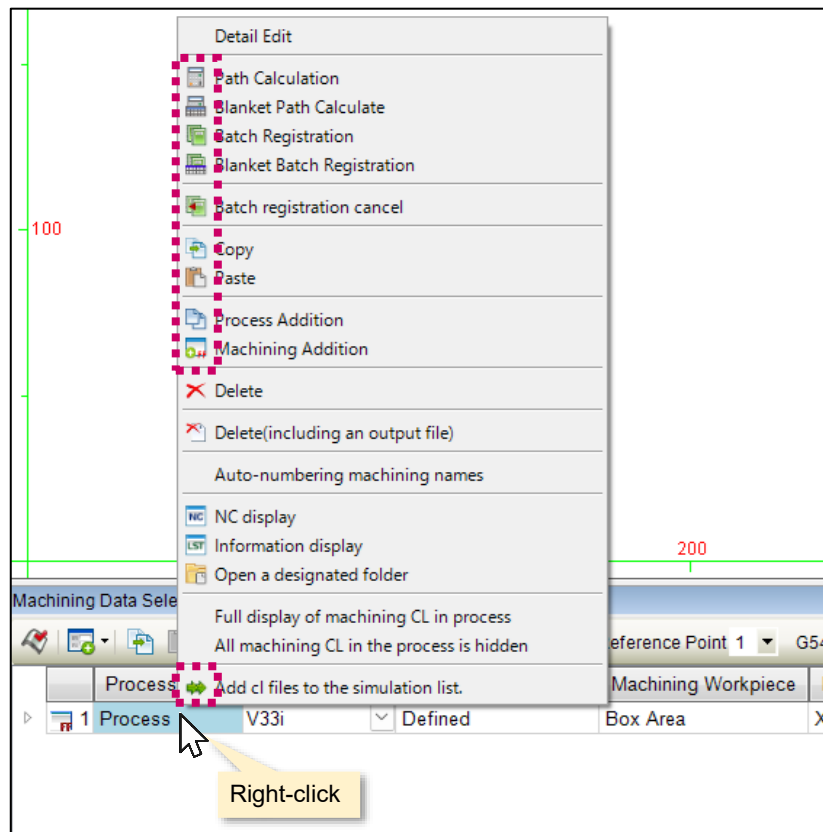 Detail Edit
Path Calculation
Blanket Path Calculate
Batch Registration
Blanket Batch Registration
Batch registration cancel
100
Copy
Paste
Process Addition
Machining Addition
Delete
Delete(including an output file)
Auto-numbering machining names
NC NC display
LST Information display
200
Open a designated folder
Machining Data Sele
Full display of machining CL in process
All machining CL in the process is hidden
eference Point 1 G54
Process
Add cl files to the simulation list.
Machining Workpiece
1 Process V33i Defined Box Area X
Right-click